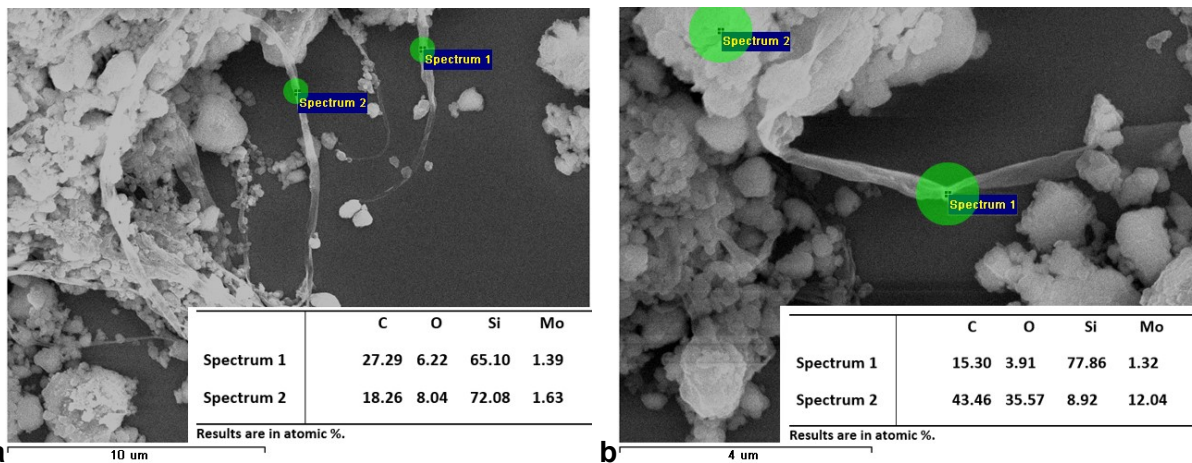 Spectrum 1
Spectrum 2
C O Si Mo
Spectrum 1 27.29 6.22 65.10 1.39
Spectrum 2 18.26 8.04 72.08 1.63
Results are in atomic %.
a
10 um
Spectrum 2
Spectrum 1
C O Si Mo
Spectrum 1 15.30 3.91 77.86 1.32
Spectrum 2 43.46 35.57 8.92 12.04
Results are in atomic %.
b
4 um